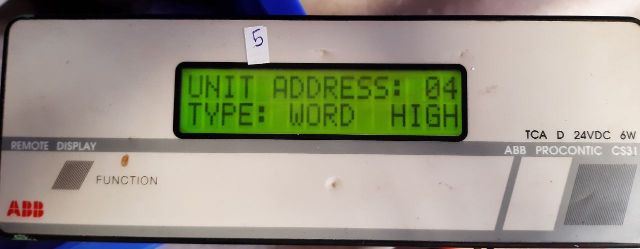 5
UNIT ADDRESS: 04
TYPE: WORD HIGH
TCA D 24VDC 6W
REMOTE DISPLAY
ABB PROCONTIC CS31
FUNCTION
ABB